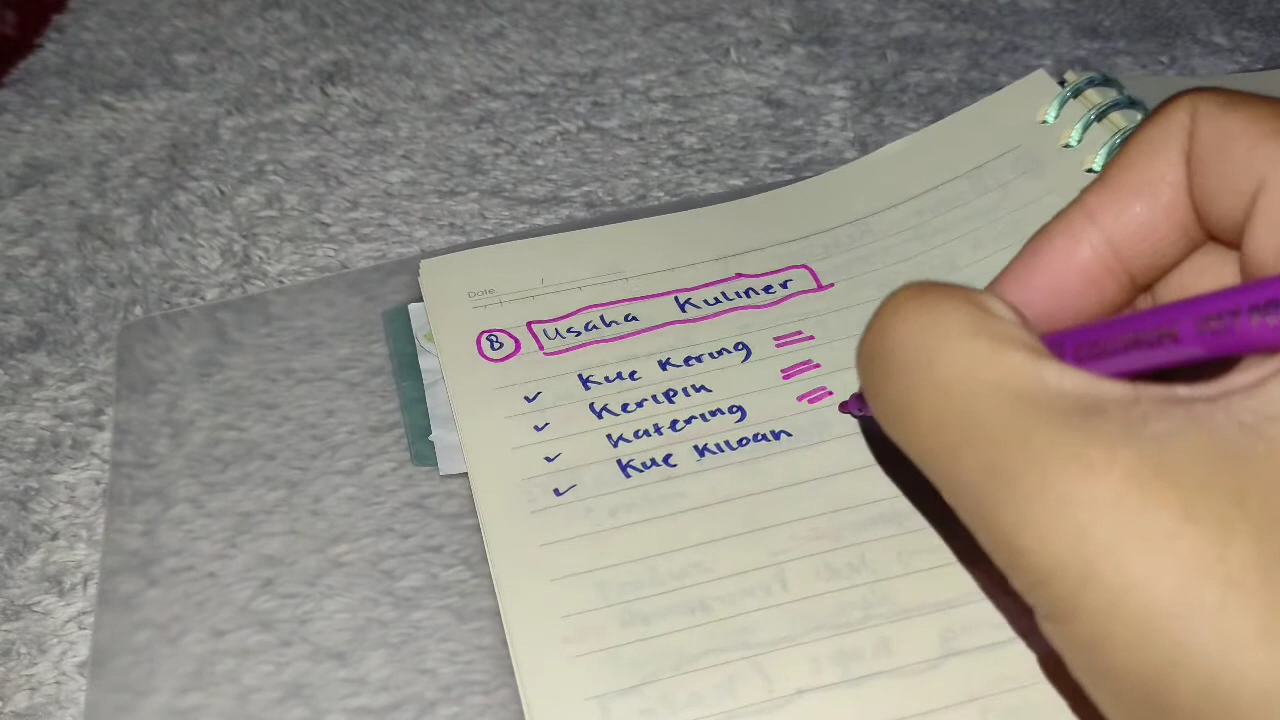 Date.
8 Usaha Kuliner
✓ Kue Kering =
✓ Keripik =
✓ Katering =
✓ Kue Kiloan